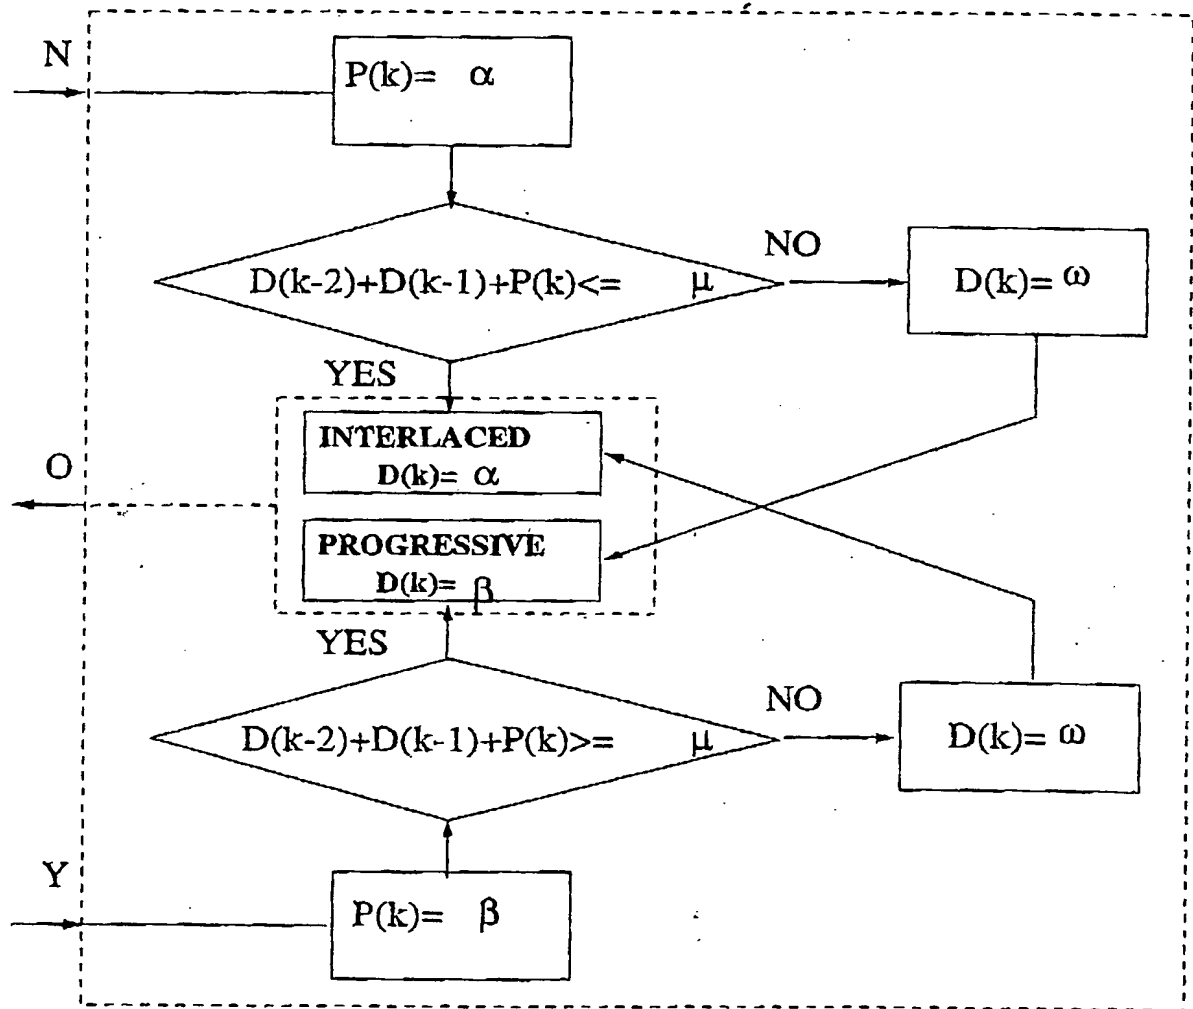 N
P(k)= α
D(k-2)+D(k-1)+P(k)<= μ
NO
D(k)= ω
YES
INTERLACED
D(k)= α
O
PROGRESSIVE
D(k)= β
YES
D(k-2)+D(k-1)+P(k)>= μ
NO
D(k)= ω
Y
P(k)= β